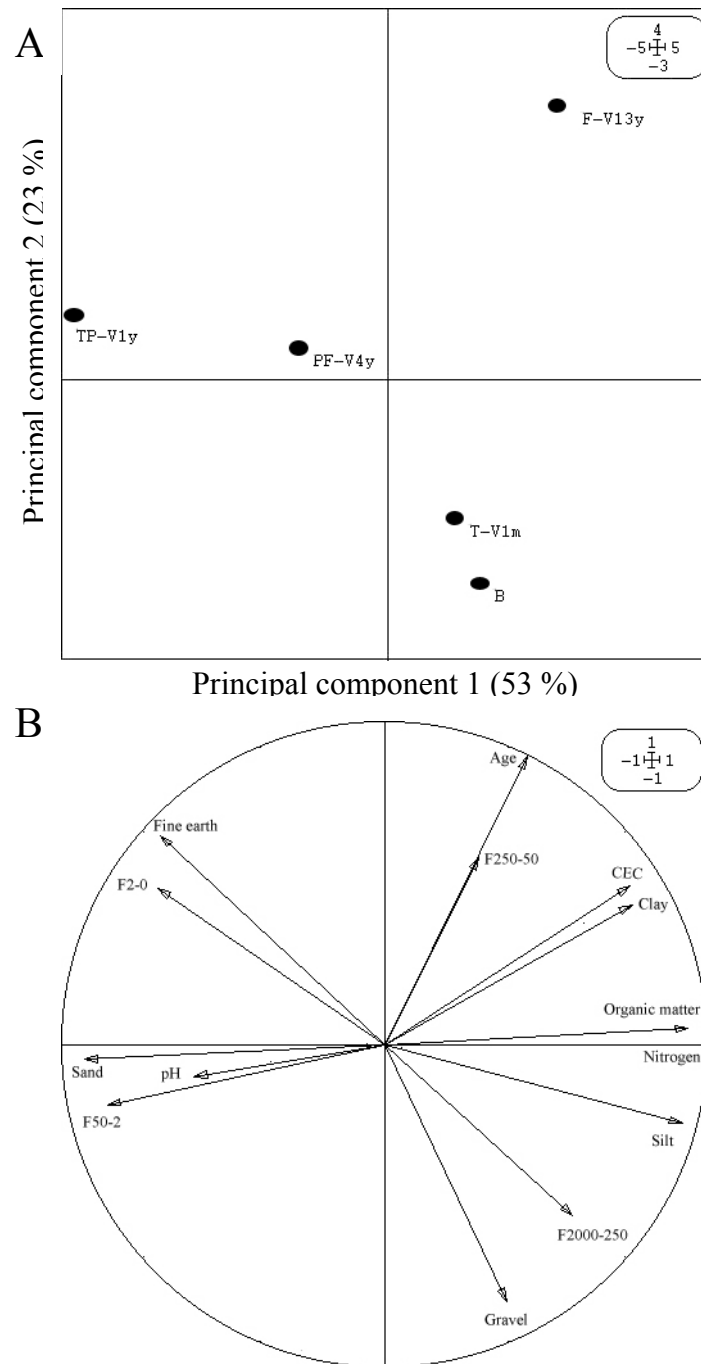 A
4
-5 5
-3
F-V13y
TP-V1y
PF-V4y
T-V1m
B
Principal component 2 (23 %)
Principal component 1 (53 %)
B
1
-1 1
-1
Age
Fine earth
F250-50
F2-0
CEC
Clay
Organic matter
Sand
pH
Nitrogen
F50-2
Silt
F2000-250
Gravel